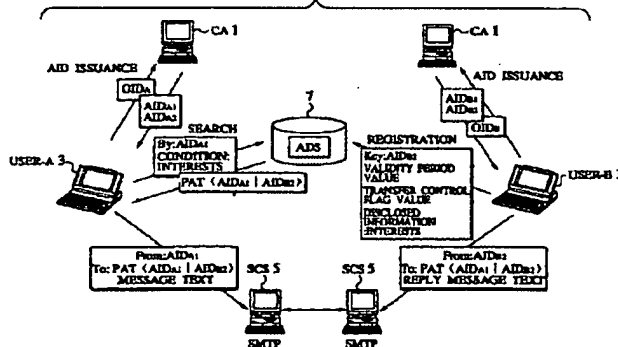 CA 1
CA 1
AID ISSUANCE
AID ISSUANCE
OIDA
AIDA1
AIDA2
AIDB1
AIDB2
OIDB
7
ADS
SEARCH
By:AIDA1
CONDITION:
INTERESTS
PAT (AIDA1 | AIDB2)
REGISTRATION
Key:AIDB2
VALIDITY PERIOD
VALUE
TRANSFER CONTROL
FLAG VALUE
DISCLOSED
INFORMATION
:INTERESTS
USER-A 3
USER-B 3
From:AIDA1
To: PAT (AIDA1 | AIDB2)
MESSAGE TEXT
From:AIDB2
To: PAT (AIDA1 | AIDB2)
REPLY MESSAGE TEXT
SCS 5
SCS 5
SMTP
SMTP